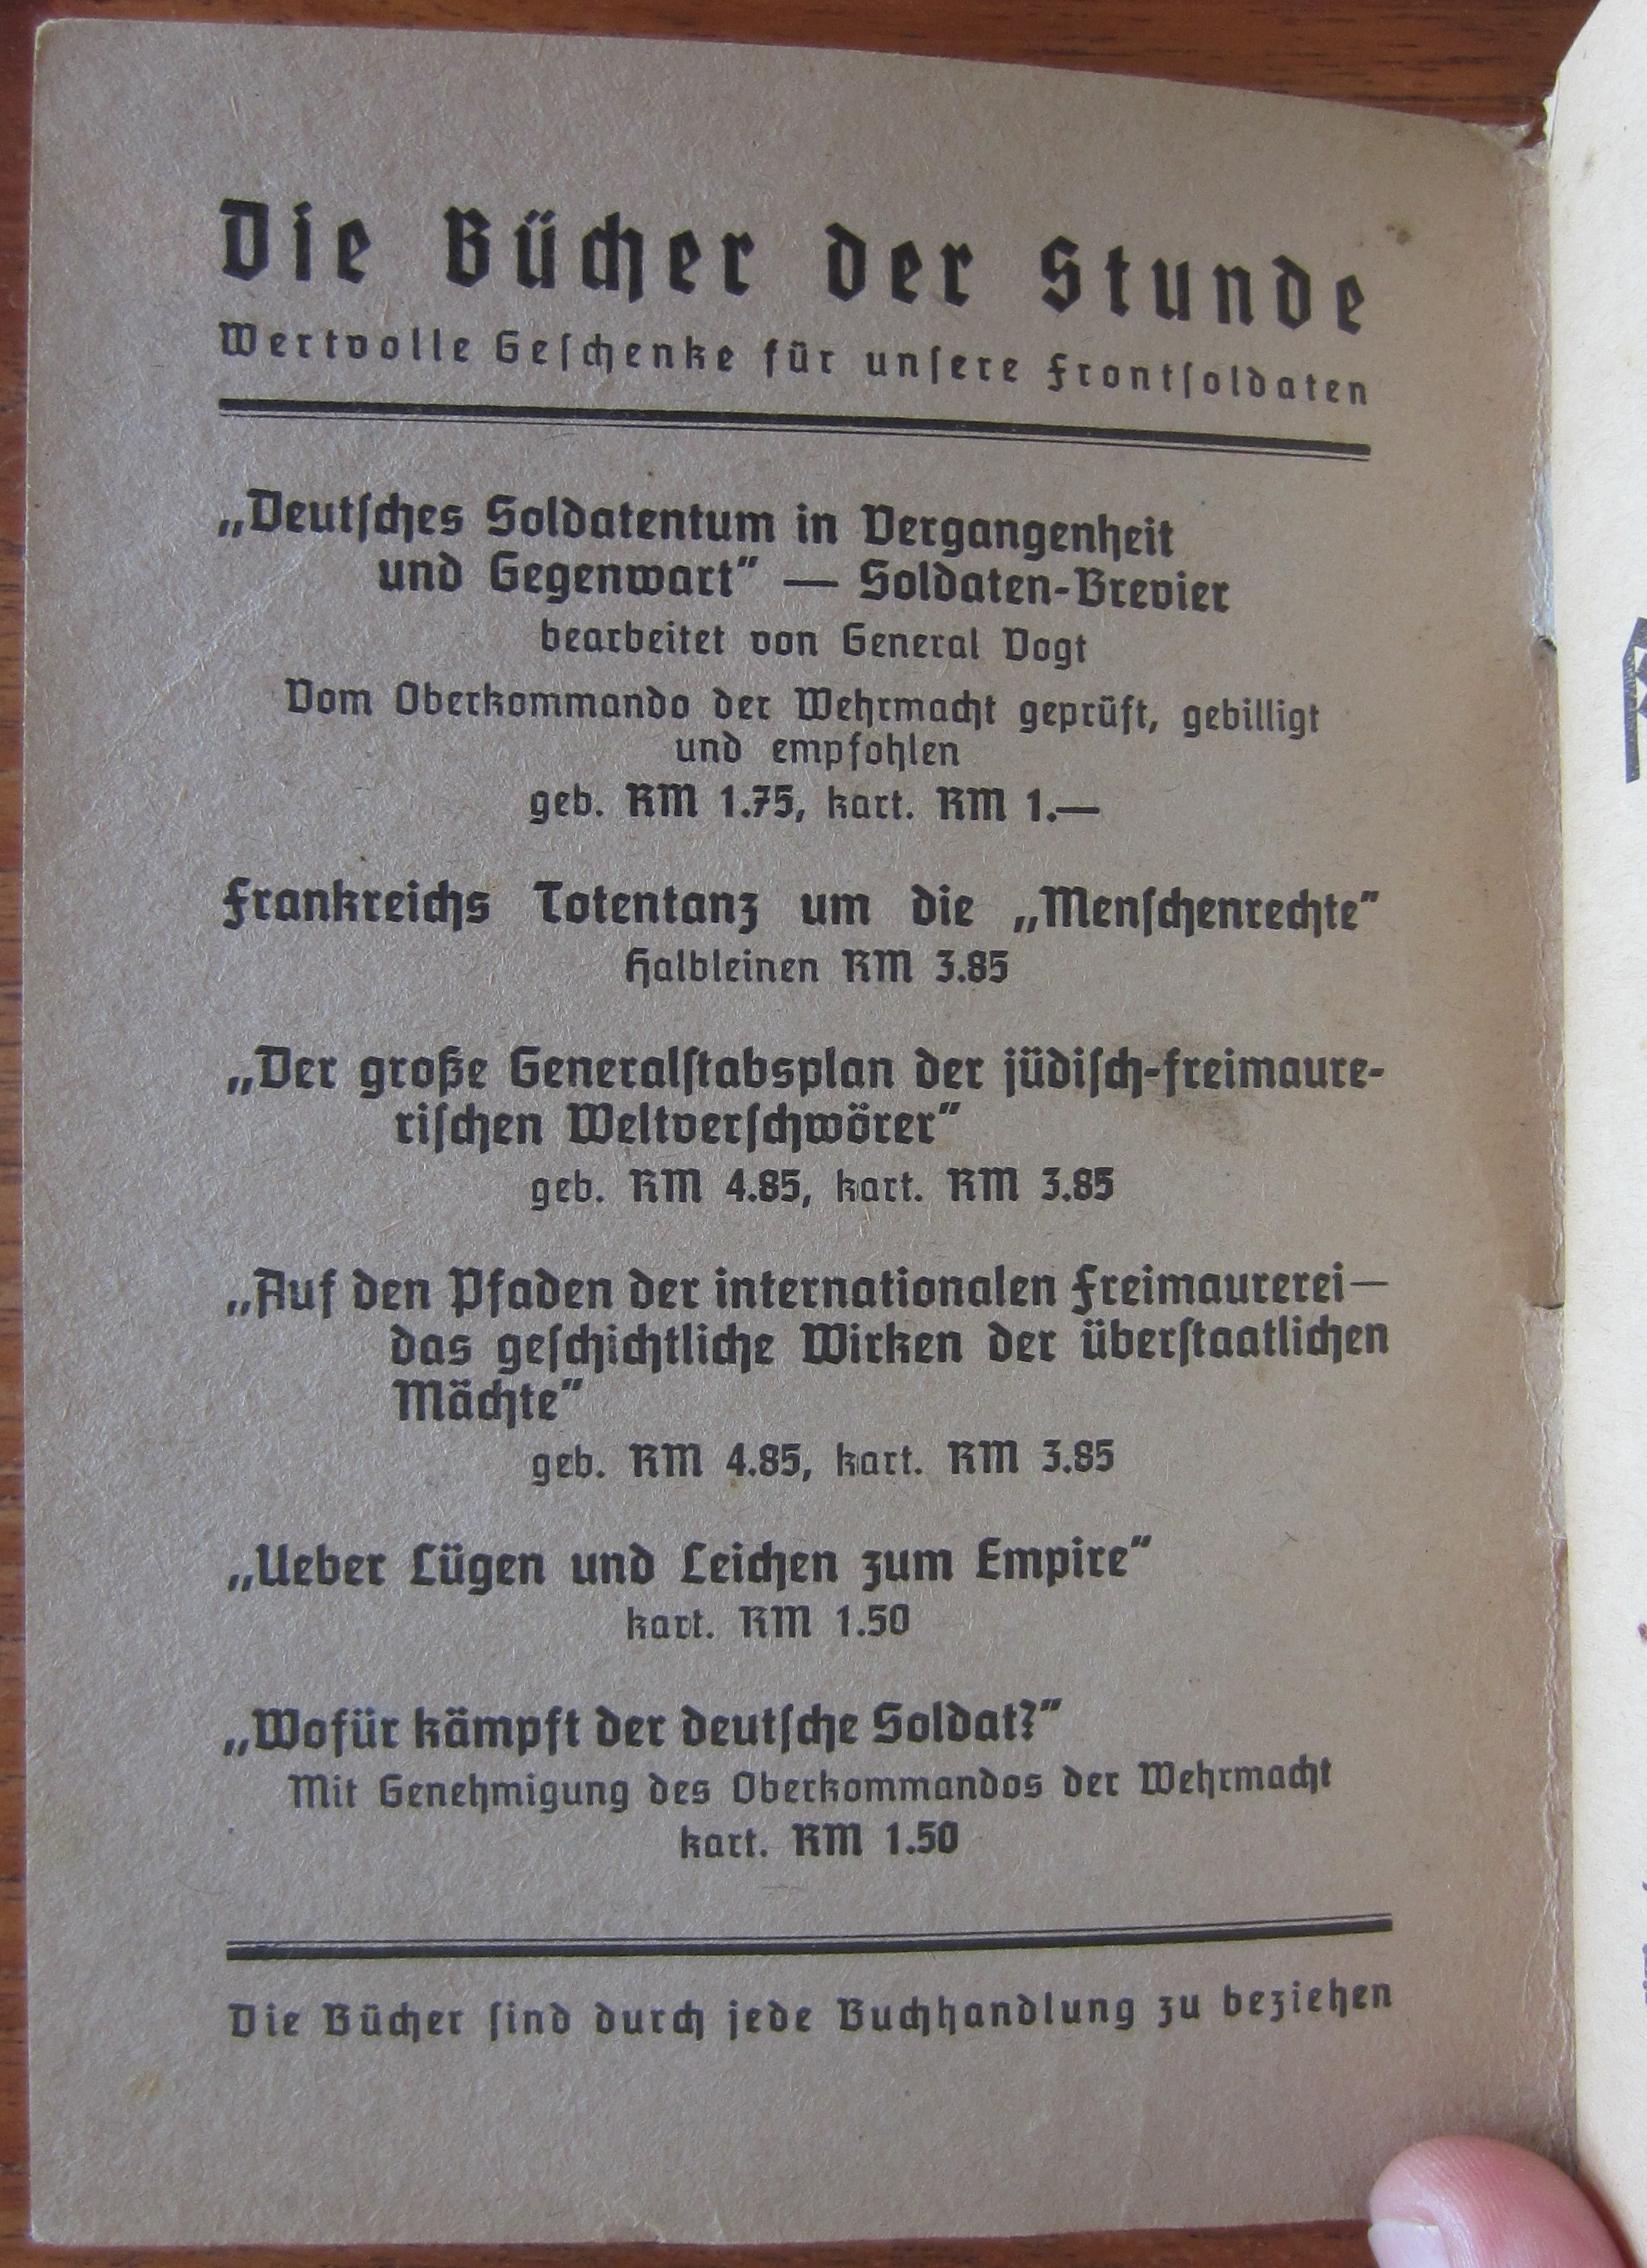 Die Bücher der Stunde
Wertvolle Geſchenke für unſere Frontſoldaten
„Deutſches Soldatentum in Vergangenheit
und Gegenwart” — Soldaten-Brevier
bearbeitet von General Vogt
Vom Oberkommando der Wehrmacht geprüft, gebilligt
und empfohlen
geb. RM 1.75, kart. RM 1.—
Frankreichs Totentanz um die „Menſchenrechte”
Halbleinen RM 3.85
„Der große Generalſtabsplan der jüdiſch-freimaure-
riſchen Weltverſchwörer”
geb. RM 4.85, kart. RM 3.85
„Auf den Pfaden der internationalen Freimaurerei—
das geſchichtliche Wirken der überſtaatlichen
Mächte”
geb. RM 4.85, kart. RM 3.85
„Ueber Lügen und Leichen zum Empire”
kart. RM 1.50
„Wofür kämpft der deutſche Soldat?”
Mit Genehmigung des Oberkommandos der Wehrmacht
kart. RM 1.50
Die Bücher ſind durch jede Buchhandlung zu beziehen